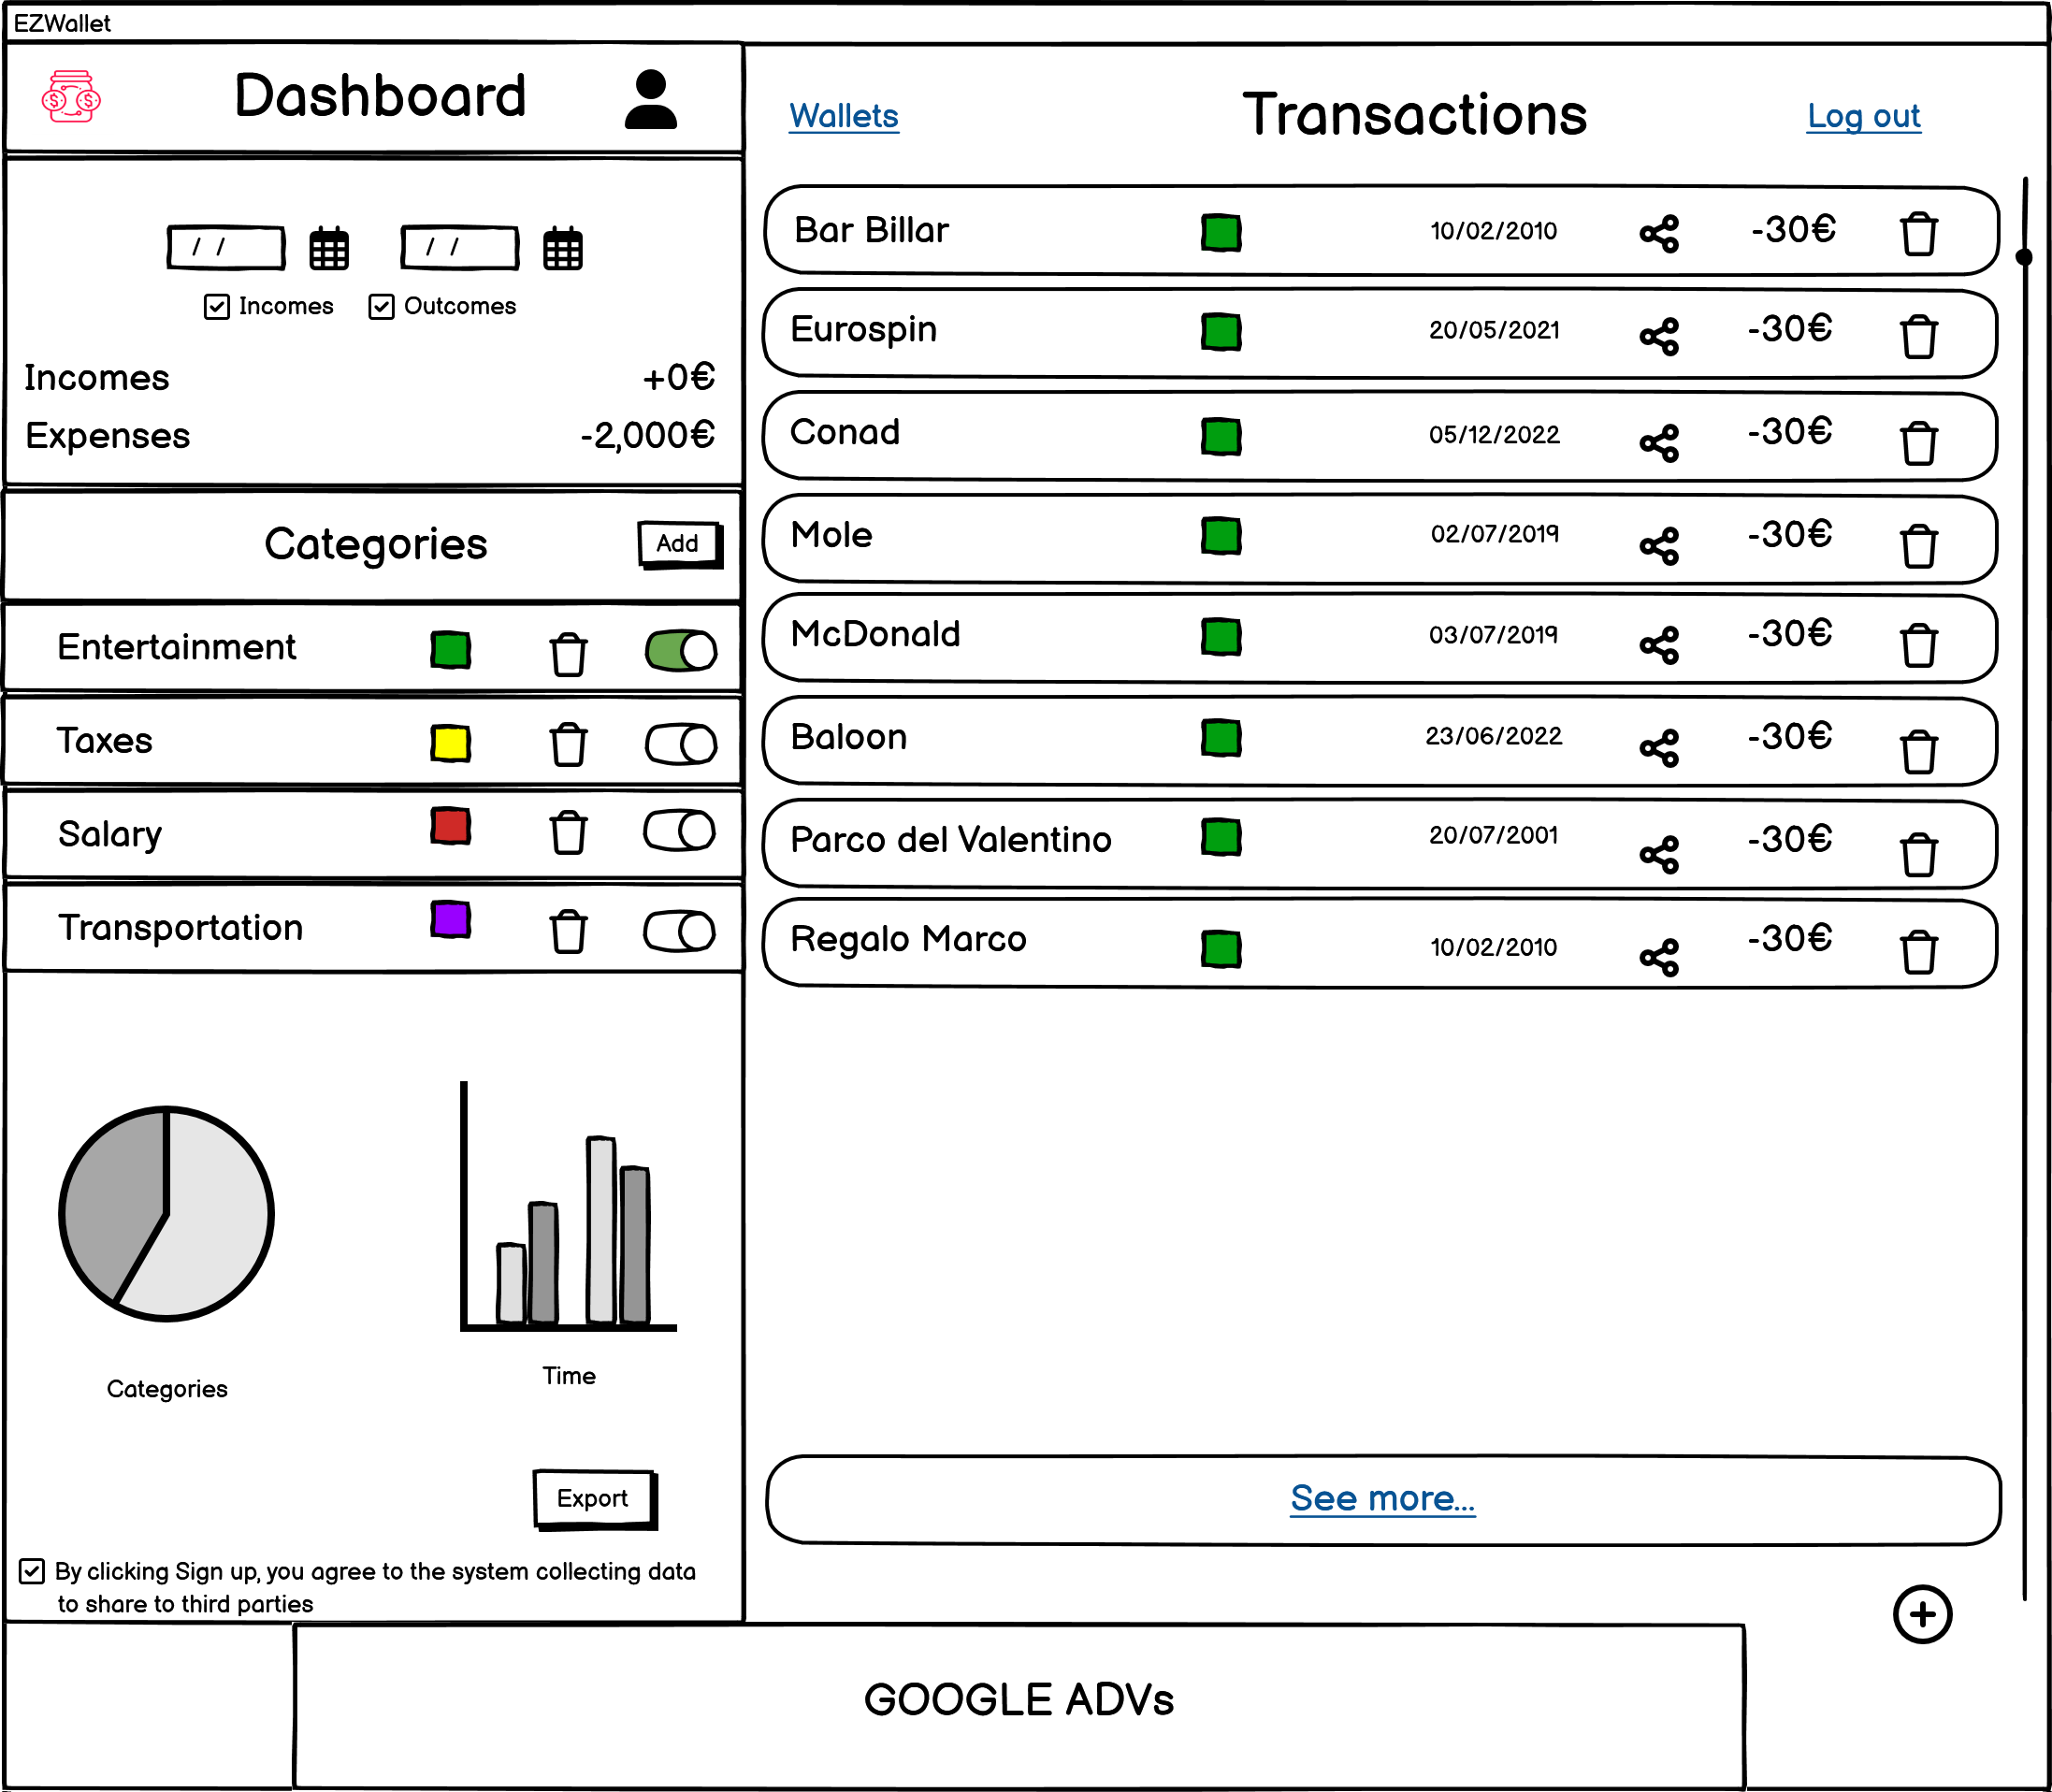 EZWallet
Dashboard
/ /
/ /
Incomes
Outcomes
Incomes
+0€
Expenses
-2,000€
Categories
Add
Entertainment
Taxes
Salary
Transportation
Categories
Time
Export
By clicking Sign up, you agree to the system collecting data
to share to third parties
Wallets
Transactions
Log out
Bar Billar
10/02/2010
-30€
Eurospin
20/05/2021
-30€
Conad
05/12/2022
-30€
Mole
02/07/2019
-30€
McDonald
03/07/2019
-30€
Baloon
23/06/2022
-30€
Parco del Valentino
20/07/2001
-30€
Regalo Marco
10/02/2010
-30€
See more...
GOOGLE ADVs